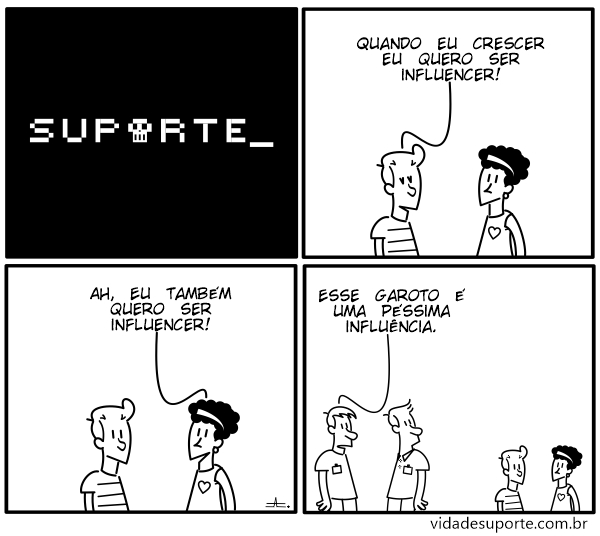 SUPORTE_
QUANDO EU CRESCER
EU QUERO SER
INFLUENCER!
AH, EU TAMBÉM
QUERO SER
INFLUENCER!
ESSE GAROTO É
UMA PÉSSIMA
INFLUÊNCIA.
vidadesuporte.com.br